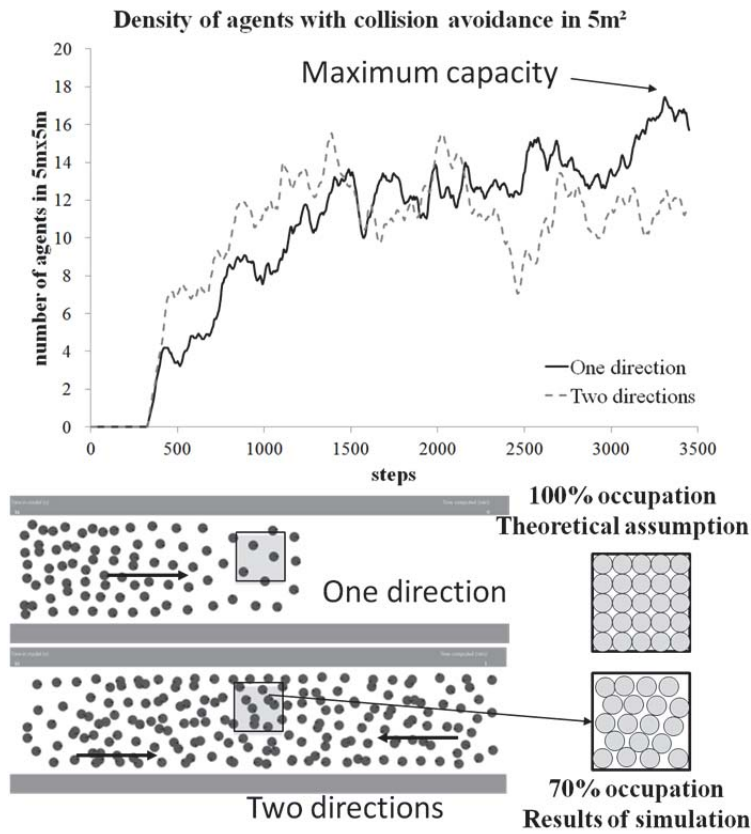 Density of agents with collision avoidance in 5m²
20
18
16
14
12
10
8
6
4
2
0
number of agents in 5mx5m
Maximum capacity
One direction
Two directions
0
500
1000
1500
2000
2500
3000
3500
steps
100% occupation
Theoretical assumption
One direction
Two directions
70% occupation
Results of simulation